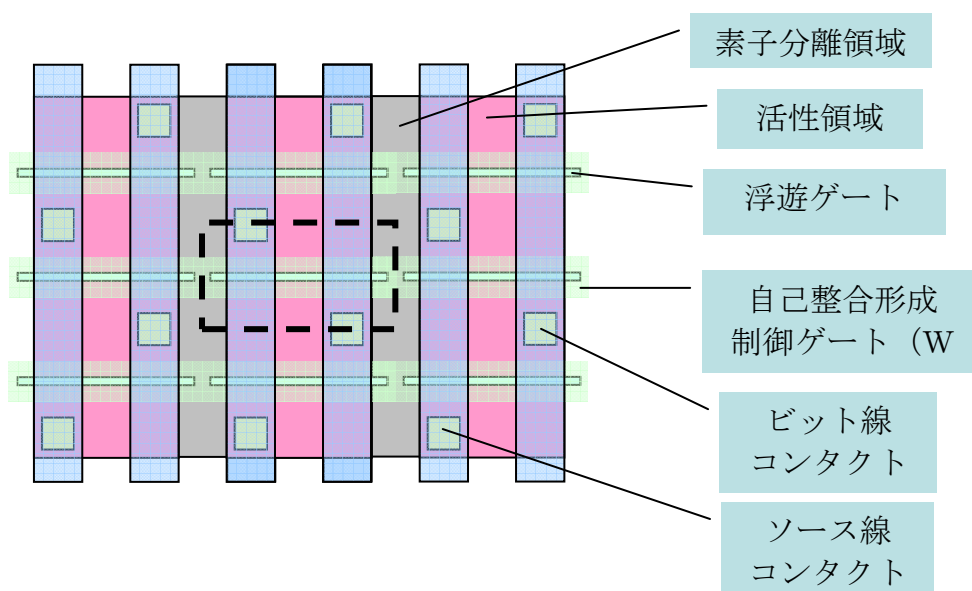 素子分離領域
活性領域
浮遊ゲート
自己整合形成
制御ゲート（W
ビット線
コンタクト
ソース線
コンタクト